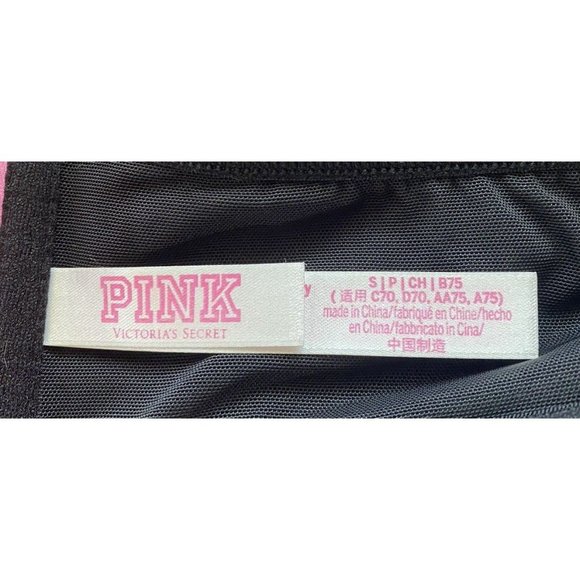 PINK
VICTORIA'S SECRET
y
S | P | CH | B75
( 适用 C70, D70, AA75, A75)
made in China/fabriqué en Chine/hecho
en China/fabbricato in Cina/
中国制造